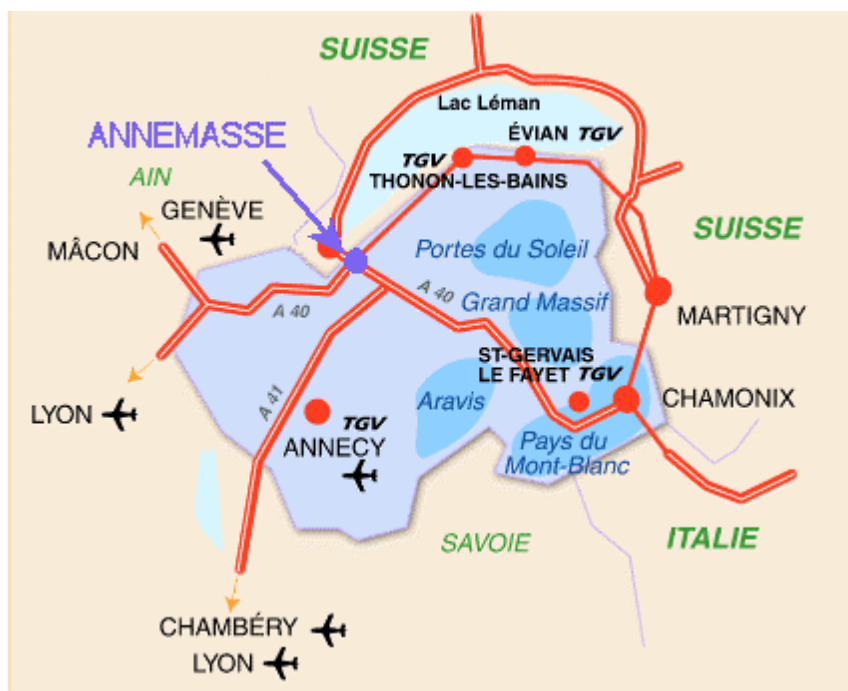 SUISSE
Lac Léman
ANNEMASSE
ÉVIAN TGV
TGV
THONON-LES-BAINS
AIN
GENÈVE
MÂCON
Portes du Soleil
SUISSE
A 40
A 40
Grand Massif
MARTIGNY
ST-GERVAIS
LE FAYET TGV
A 41
Aravis
CHAMONIX
LYON
TGV
ANNECY
Pays du
Mont-Blanc
SAVOIE
ITALIE
CHAMBÉRY
LYON